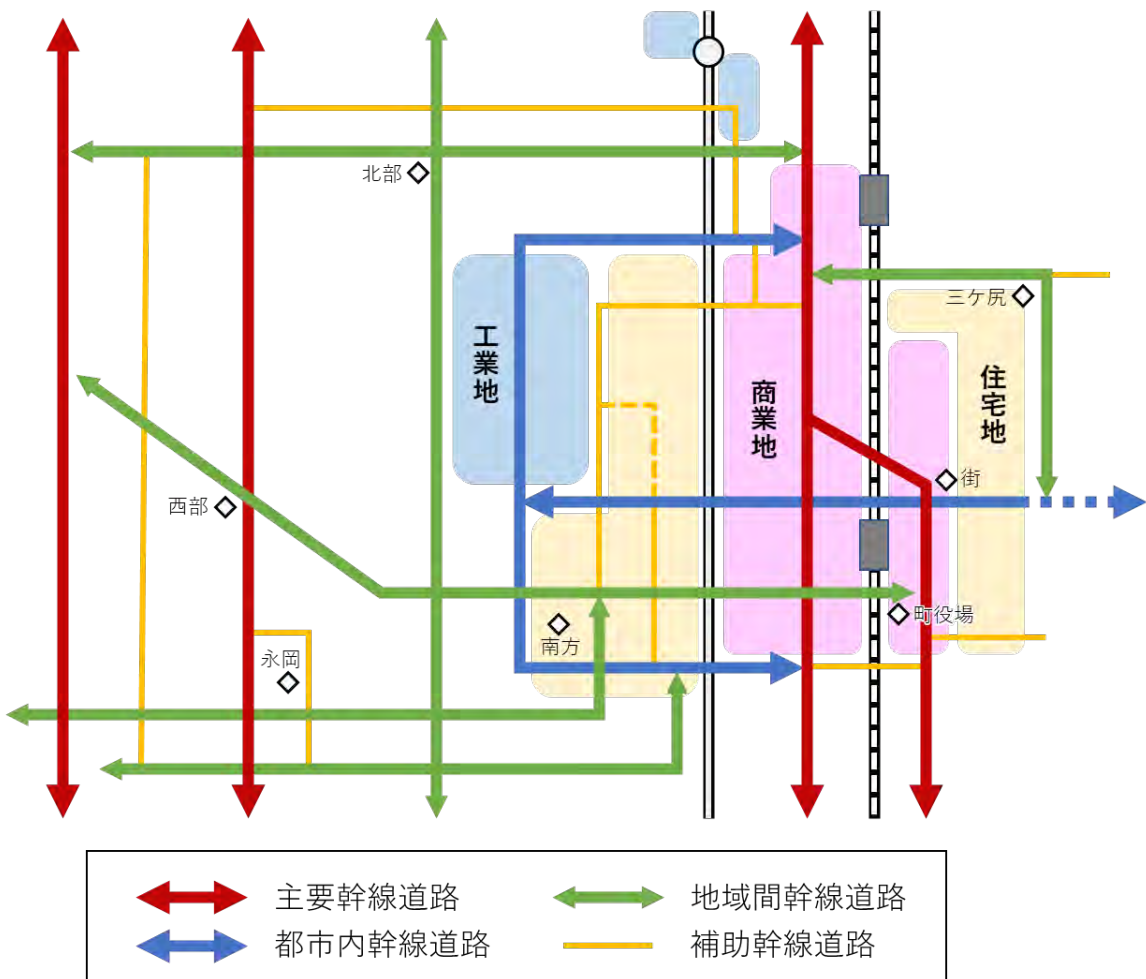 北部
三ケ尻
工業地
商業地
住宅地
街
西部
町役場
南方
永岡
主要幹線道路
地域間幹線道路
都市内幹線道路
補助幹線道路